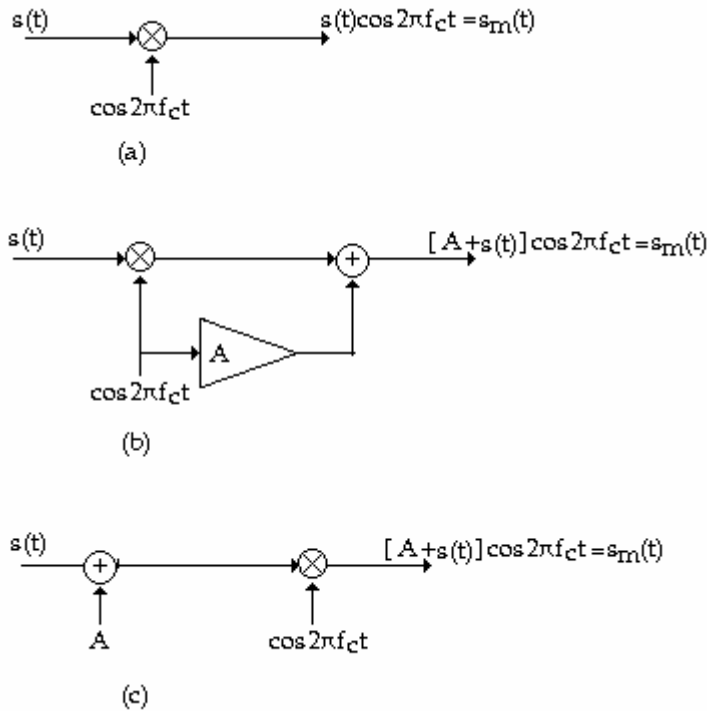 s(t) s(t)cos2πfct=sm(t)
cos2πfct
(a)
s(t) [A+s(t)]cos2πfct=sm(t)
A
cos2πfct
(b)
s(t) [A+s(t)]cos2πfct=sm(t)
A cos2πfct
(c)